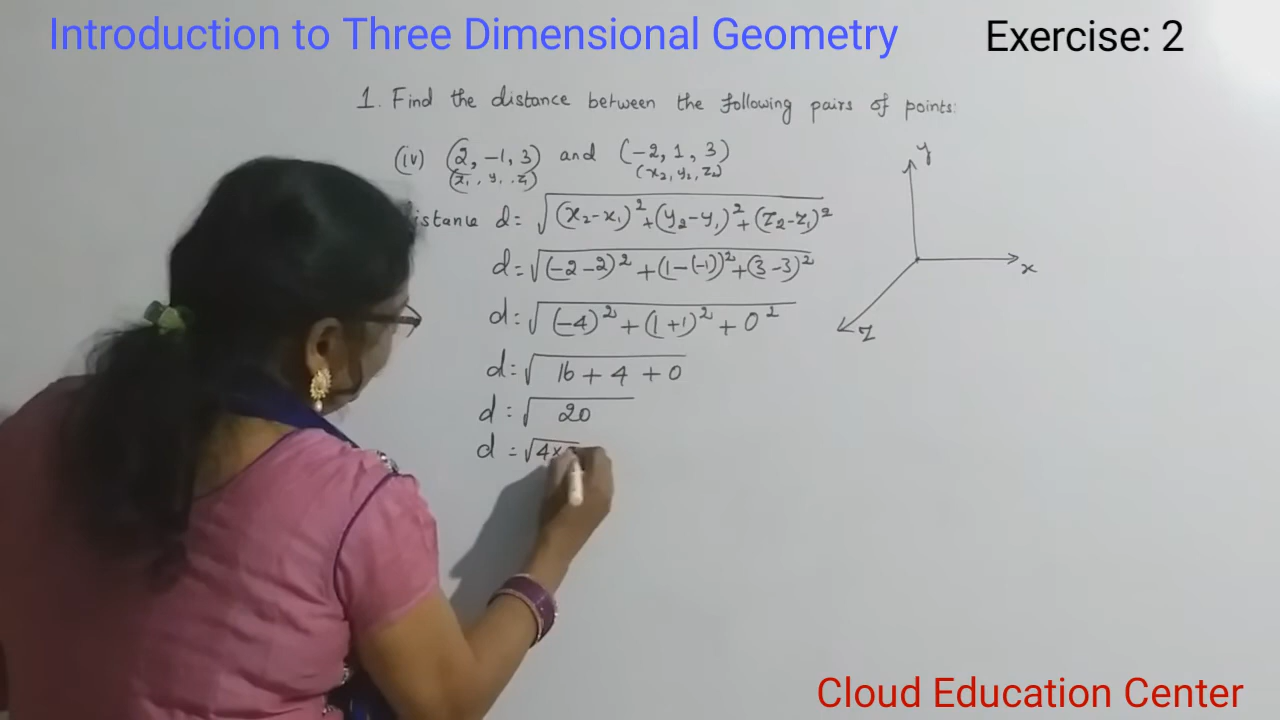 Introduction to Three Dimensional Geometry
Exercise: 2
1. Find the distance between the following pairs of points:
(iv) (2, -1, 3) and (-2, 1, 3)
(x₁, y₁, z₁) (x₂, y₂, z₂)
d = √(x₂-x₁)²+(y₂-y₁)²+(z₂-z₁)²
d = √(-2-2)²+(1-(-1))²+(3-3)²
d = √(-4)²+(1+1)²+0²
d = √16+4+0
d = √20
d = √4×
y
x
z
Cloud Education Center